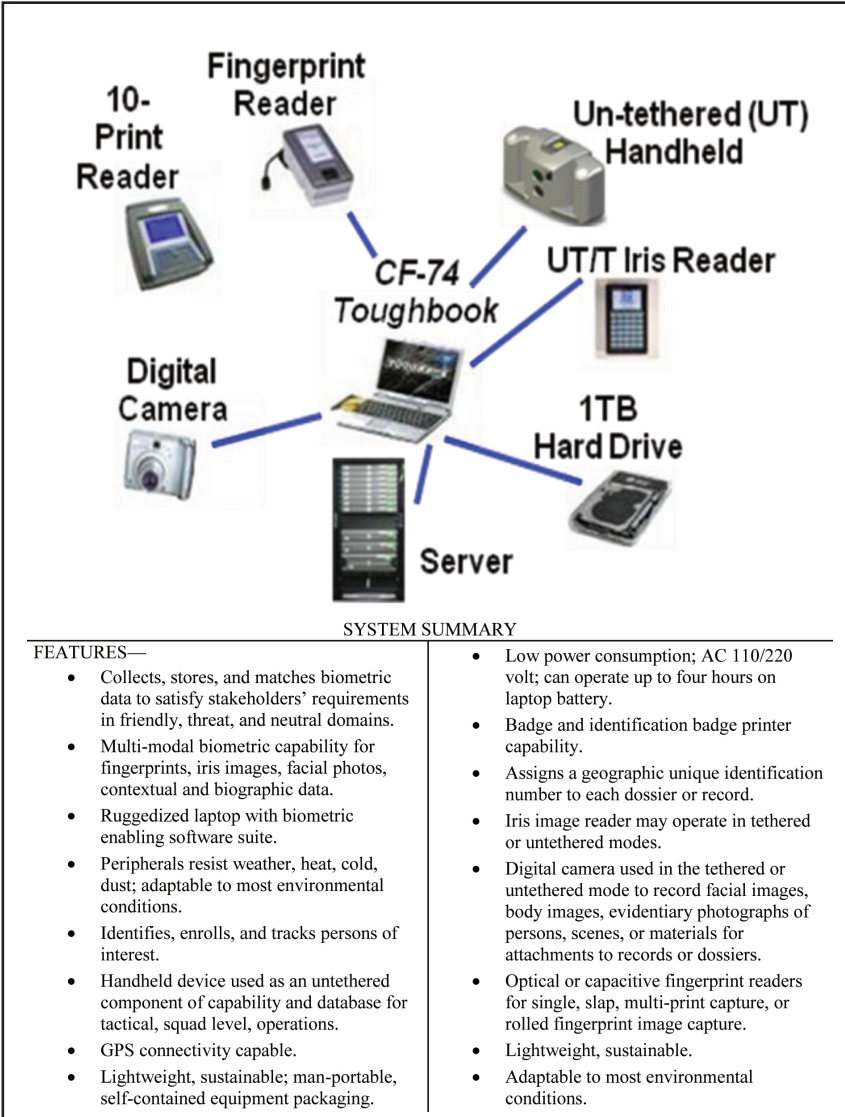 Fingerprint
Reader
10-
Print
Reader
Un-tethered (UT)
Handheld
CF-74
Toughbook
UT/T Iris Reader
Digital
Camera
1TB
Hard Drive
Server
SYSTEM SUMMARY
FEATURES—
• Collects, stores, and matches biometric
data to satisfy stakeholders’ requirements
in friendly, threat, and neutral domains.
• Multi-modal biometric capability for
fingerprints, iris images, facial photos,
contextual and biographic data.
• Ruggedized laptop with biometric
enabling software suite.
• Peripherals resist weather, heat, cold,
dust; adaptable to most environmental
conditions.
• Identifies, enrolls, and tracks persons of
interest.
• Handheld device used as an untethered
component of capability and database for
tactical, squad level, operations.
• GPS connectivity capable.
• Lightweight, sustainable; man-portable,
self-contained equipment packaging.
• Low power consumption; AC 110/220
volt; can operate up to four hours on
laptop battery.
• Badge and identification badge printer
capability.
• Assigns a geographic unique identification
number to each dossier or record.
• Iris image reader may operate in tethered
or untethered modes.
• Digital camera used in the tethered or
untethered mode to record facial images,
body images, evidentiary photographs of
persons, scenes, or materials for
attachments to records or dossiers.
• Optical or capacitive fingerprint readers
for single, slap, multi-print capture, or
rolled fingerprint image capture.
• Lightweight, sustainable.
• Adaptable to most environmental
conditions.